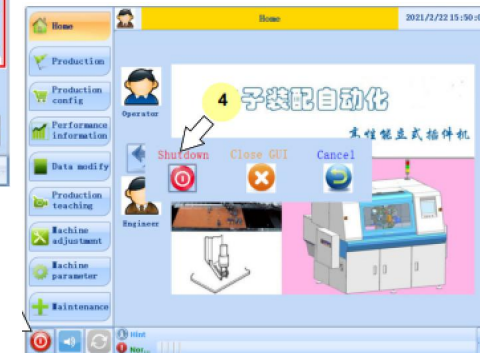 Home
Home
2021/2/22 15:50:
Production
Production
config
Performance
information
Data modify
Production
teaching
Machine
adjustment
Machine
parameter
Maintenance
Operator
4
子装配自动化
高性能立式插件机
Shutdown
Close GUI
Cancel
Engineer
Hint
Nor...